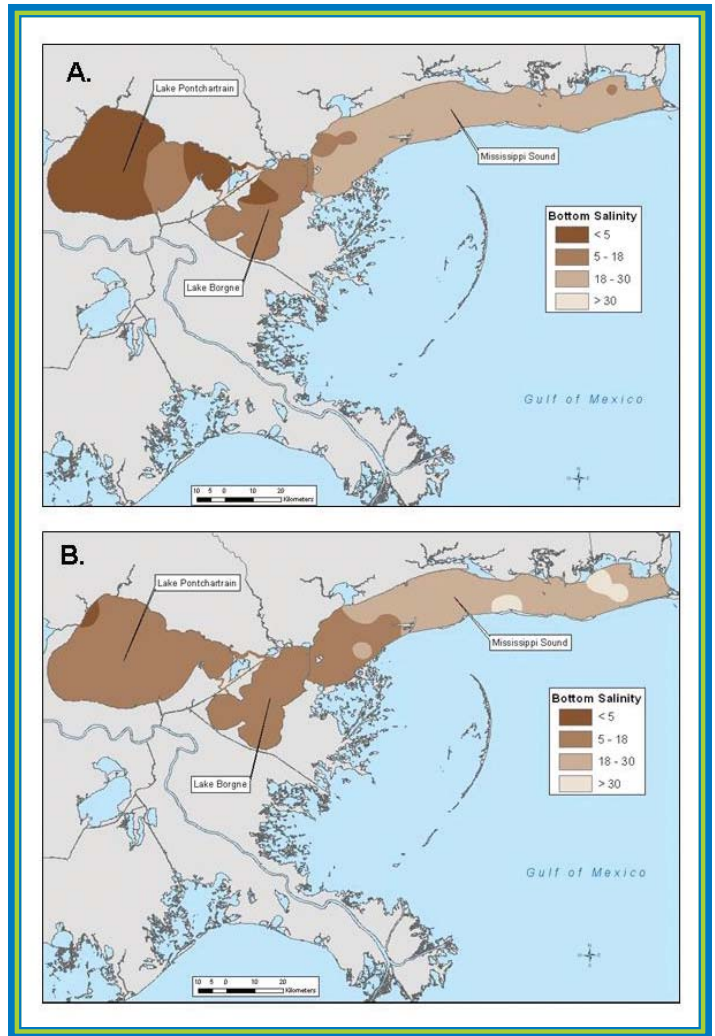 A.
Lake Pontchartrain
Mississippi Sound
Bottom Salinity
< 5
5 - 18
18 - 30
> 30
Lake Borgne
Gulf of Mexico
N
10 5 0 10 20
Kilometers
B.
Lake Pontchartrain
Mississippi Sound
Bottom Salinity
< 5
5 - 18
18 - 30
> 30
Lake Borgne
Gulf of Mexico
N
10 5 0 10 20
Kilometers